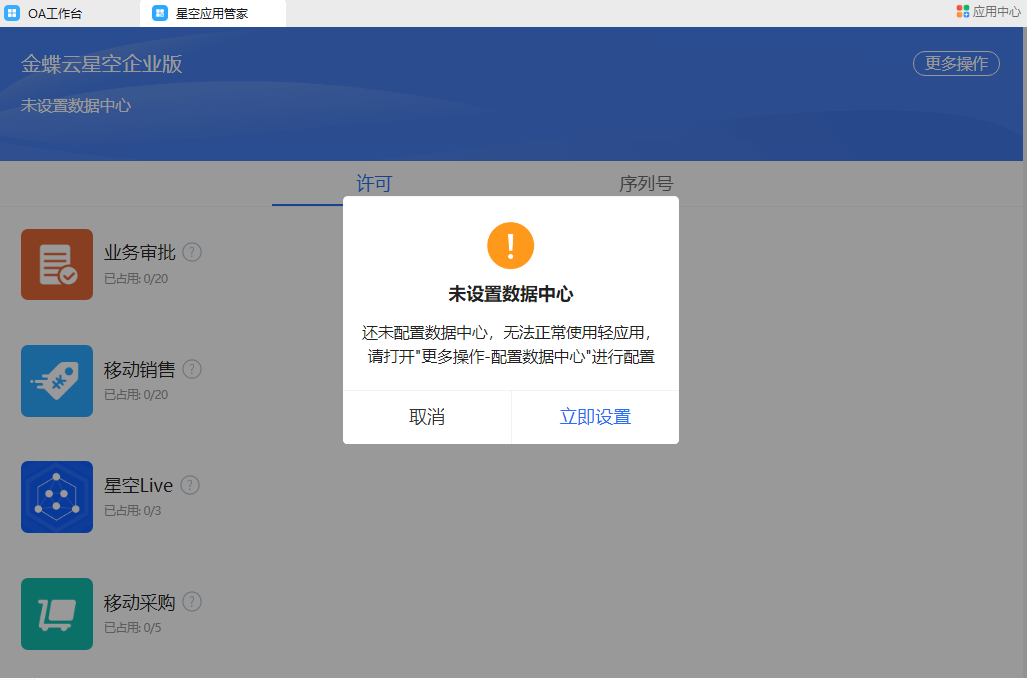 OA工作台
星空应用管家
应用中心
金蝶云星空企业版
更多操作
未设置数据中心
许可
序列号
业务审批 ?
已占用: 0/20
移动销售 ?
已占用: 0/20
星空Live ?
已占用: 0/3
移动采购 ?
已占用: 0/5
!
未设置数据中心
还未配置数据中心，无法正常使用轻应用，
请打开"更多操作-配置数据中心"进行配置
取消
立即设置